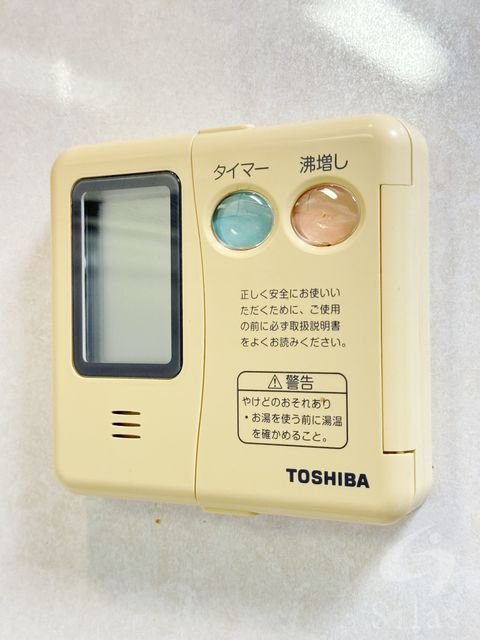 タイマー 沸増し
正しく安全にお使いい
ただくために、ご使用
の前に必ず取扱説明書
をよくお読みください。
⚠警告
やけどのおそれあり
・お湯を使う前に湯温
を確かめること。
TOSHIBA
Silas